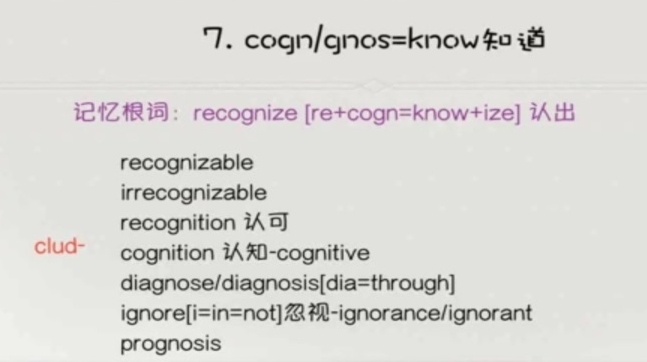 7. cogn/gnos=know知道
记忆根词：recognize [re+cogn=know+ize] 认出
recognizable
irrecognizable
recognition 认可
clud-
cognition 认知-cognitive
diagnose/diagnosis[dia=through]
ignore[i=in=not]忽视-ignorance/ignorant
prognosis